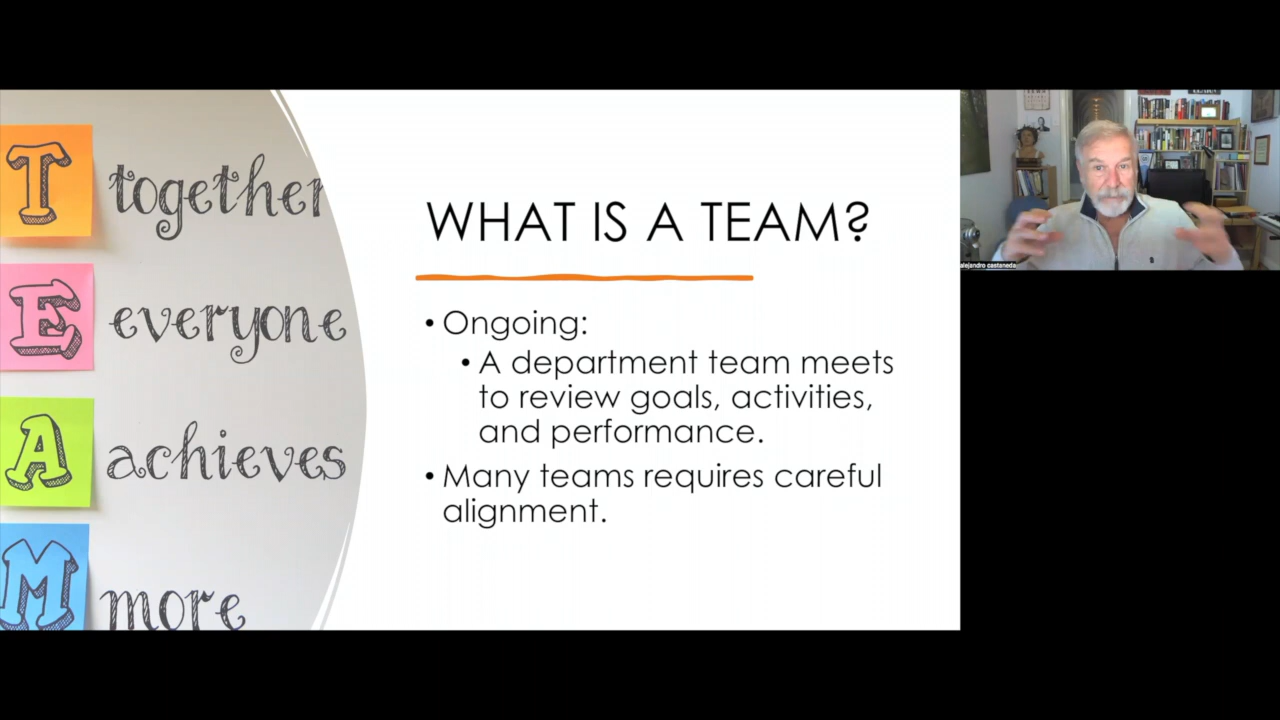 T together
E everyone
A achieves
M more
WHAT IS A TEAM?
• Ongoing:
• A department team meets
to review goals, activities,
and performance.
• Many teams requires careful
alignment.
alejandro castaneda